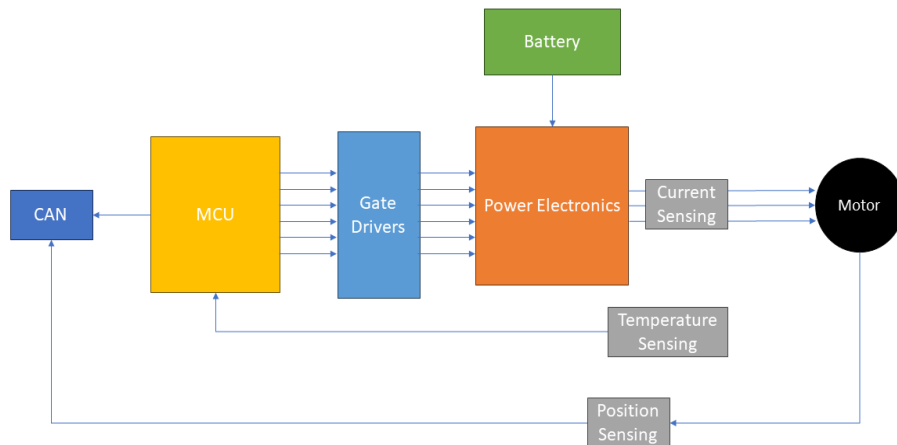 Battery
CAN
MCU
Gate
Drivers
Power Electronics
Current
Sensing
Motor
Temperature
Sensing
Position
Sensing